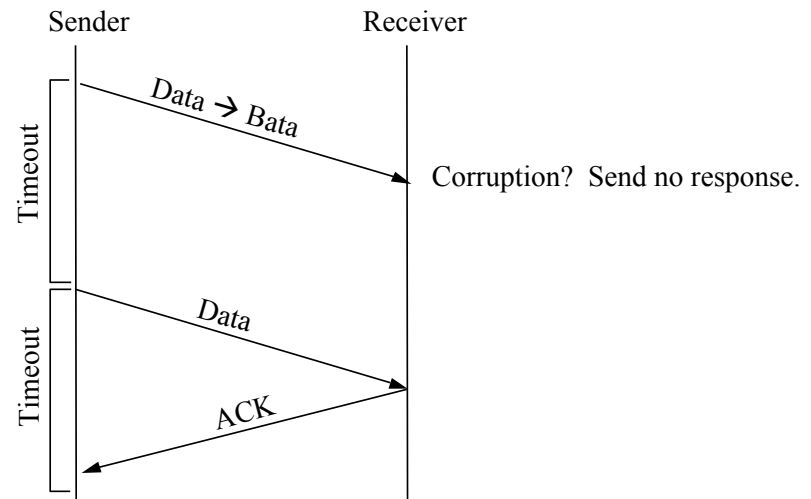 Sender
Receiver
Data → Bata
Timeout
Corruption? Send no response.
Data
Timeout
ACK